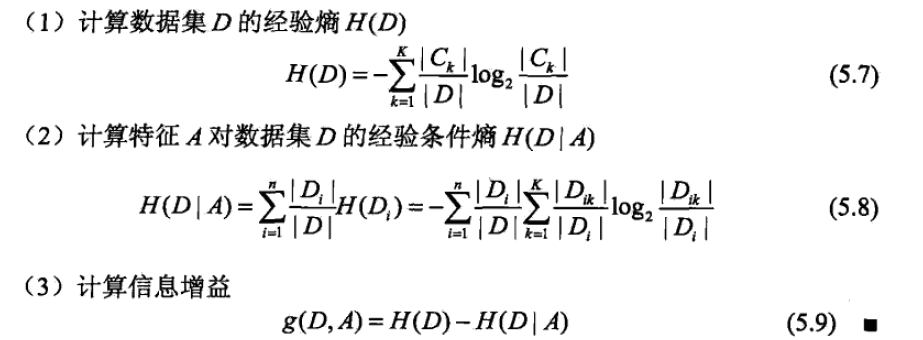 （1）计算数据集 D 的经验熵 H(D)
H(D) = -\sum_{k=1}^{K} \frac{|C_k|}{|D|} \log_2 \frac{|C_k|}{|D|} (5.7)
（2）计算特征 A 对数据集 D 的经验条件熵 H(D|A)
H(D|A) = \sum_{i=1}^{n} \frac{|D_i|}{|D|} H(D_i) = -\sum_{i=1}^{n} \frac{|D_i|}{|D|} \sum_{k=1}^{K} \frac{|D_{ik}|}{|D_i|} \log_2 \frac{|D_{ik}|}{|D_i|} (5.8)
（3）计算信息增益
g(D, A) = H(D) - H(D|A) (5.9) ■